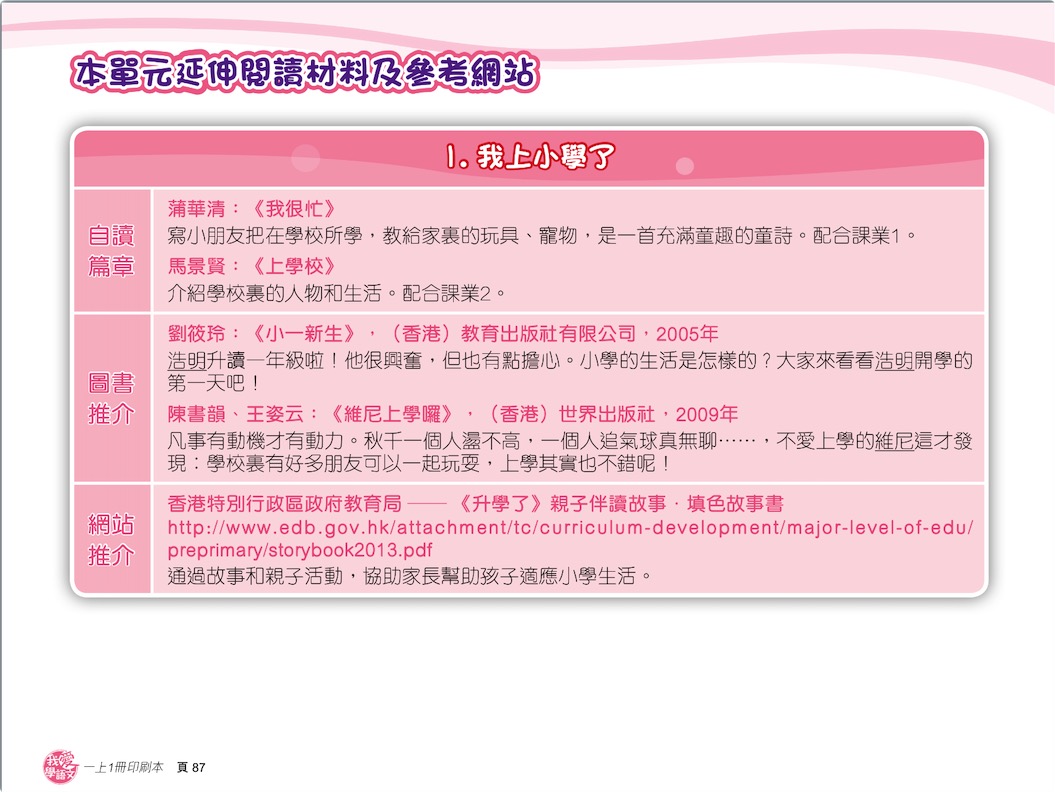 本單元延伸閱讀材料及參考網站
1. 我上小學了
自讀
篇章
蒲華清：《我很忙》
寫小朋友把在學校所學，教給家裏的玩具、寵物，是一首充滿童趣的童詩。配合課業1。
馬景賢：《上學校》
介紹學校裏的人物和生活。配合課業2。
圖書
推介
劉筱玲：《小一新生》，（香港）教育出版社有限公司，2005年
浩明升讀一年級啦！他很興奮，但也有點擔心。小學的生活是怎樣的？大家來看看浩明開學的
第一天吧！
陳書韻、王姿云：《維尼上學囉》，（香港）世界出版社，2009年
凡事有動機才有動力。秋千一個人盪不高，一個人追氣球真無聊……，不愛上學的維尼這才發
現：學校裏有好多朋友可以一起玩耍，上學其實也不錯呢！
網站
推介
香港特別行政區政府教育局 ——《升學了》親子伴讀故事．填色故事書
http://www.edb.gov.hk/attachment/tc/curriculum-development/major-level-of-edu/
preprimary/storybook2013.pdf
通過故事和親子活動，協助家長幫助孩子適應小學生活。
我愛
學語文
一上1冊印刷本 頁 87